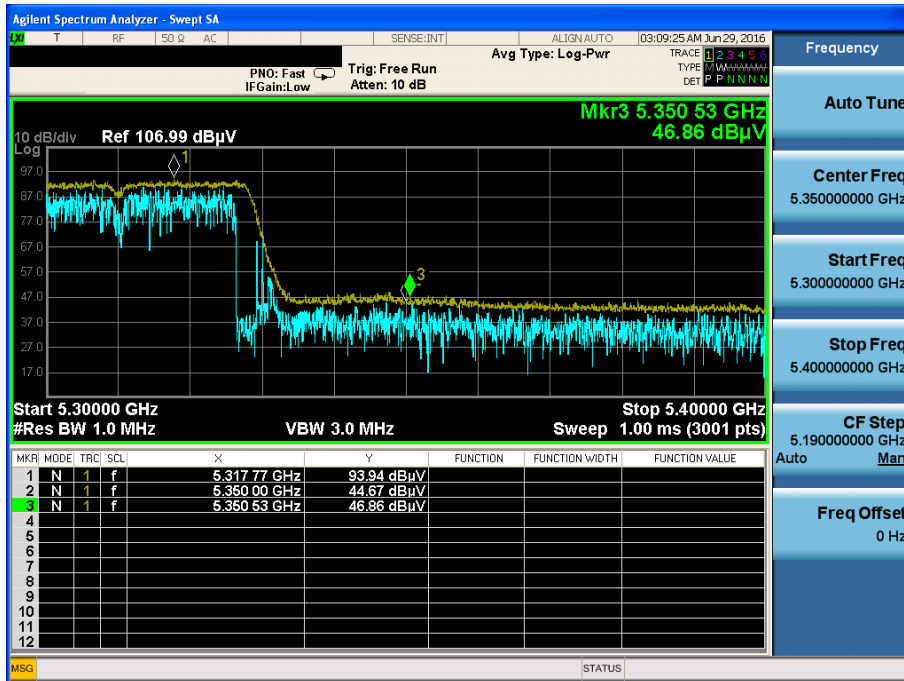 Agilent Spectrum Analyzer - Swept SA
LXI T RF 50 Ω AC SENSE:INT ALIGN AUTO 03:09:25 AM Jun 29, 2016
Frequency
Avg Type: Log-Pwr
TRACE 1 2 3 4 5 6
PNO: Fast Trig: Free Run
TYPE M W W W W W
IFGain:Low Atten: 10 dB
DET P P N N N N
Auto Tune
Mkr3 5.350 53 GHz
46.86 dBµV
10 dB/div Ref 106.99 dBµV
Log
97.0
87.0
77.0
67.0
57.0
47.0
37.0
27.0
17.0
1
3
Center Freq
5.350000000 GHz
Start Freq
5.300000000 GHz
Stop Freq
5.400000000 GHz
Start 5.30000 GHz Stop 5.40000 GHz
#Res BW 1.0 MHz VBW 3.0 MHz Sweep 1.00 ms (3001 pts)
CF Step
5.190000000 GHz
Auto Man
Freq Offset
0 Hz
MKR MODE TRC SCL X Y FUNCTION FUNCTION WIDTH FUNCTION VALUE
1 N 1 f 5.317 77 GHz 93.94 dBµV
2 N 1 f 5.350 00 GHz 44.67 dBµV
3 N 1 f 5.350 53 GHz 46.86 dBµV
4
5
6
7
8
9
10
11
12
MSG STATUS